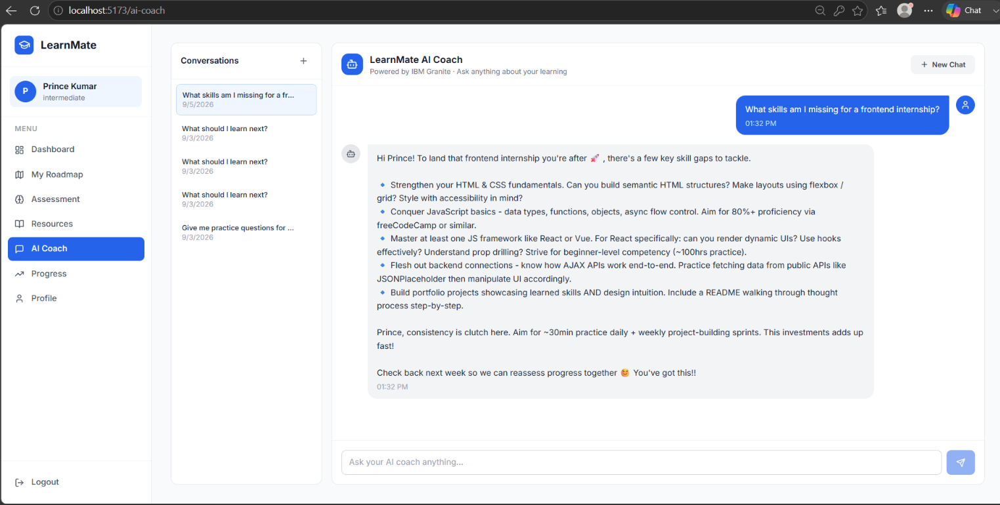 localhost:5173/ai-coach
Chat
LearnMate
P
Prince Kumar
intermediate
MENU
Dashboard
My Roadmap
Assessment
Resources
AI Coach
Progress
Profile
Logout
Conversations
+
What skills am I missing for a fr...
9/5/2026
What should I learn next?
9/3/2026
What should I learn next?
9/3/2026
What should I learn next?
9/3/2026
Give me practice questions for ...
9/3/2026
LearnMate AI Coach
Powered by IBM Granite · Ask anything about your learning
+ New Chat
What skills am I missing for a frontend internship?
01:32 PM
Hi Prince! To land that frontend internship you're after 🚀 , there's a few key skill gaps to tackle.
🔹 Strengthen your HTML & CSS fundamentals. Can you build semantic HTML structures? Make layouts using flexbox /
grid? Style with accessibility in mind?
🔹 Conquer JavaScript basics - data types, functions, objects, async flow control. Aim for 80%+ proficiency via
freeCodeCamp or similar.
🔹 Master at least one JS framework like React or Vue. For React specifically: can you render dynamic UIs? Use hooks
effectively? Understand prop drilling? Strive for beginner-level competency (~100hrs practice).
🔹 Flesh out backend connections - know how AJAX APIs work end-to-end. Practice fetching data from public APIs like
JSONPlaceholder then manipulate UI accordingly.
🔹 Build portfolio projects showcasing learned skills AND design intuition. Include a README walking through thought
process step-by-step.
Prince, consistency is clutch here. Aim for ~30min practice daily + weekly project-building sprints. This investments adds up
fast!
Check back next week so we can reassess progress together 😊 You've got this!!
01:32 PM
Ask your AI coach anything...